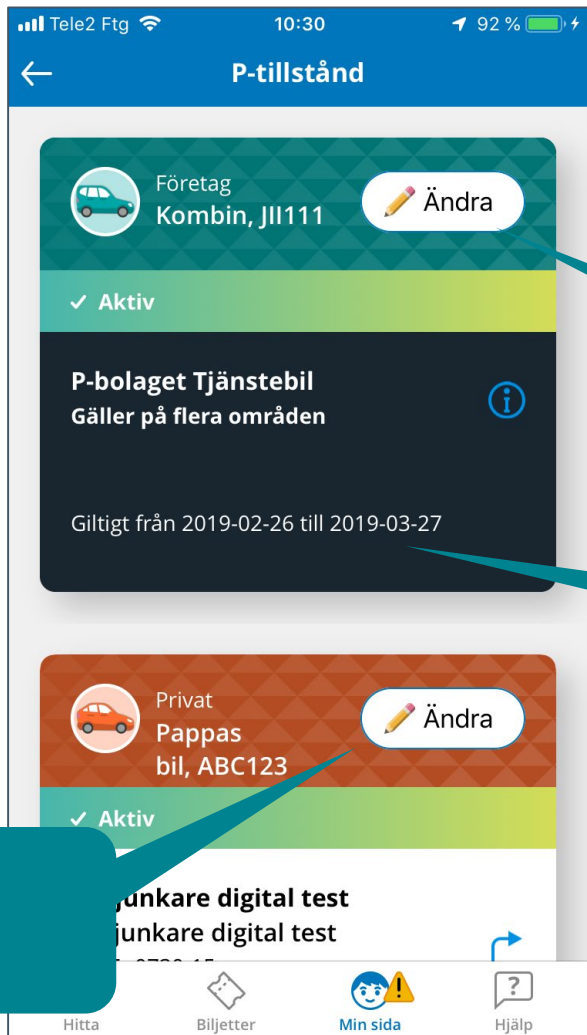 Tele2 Ftg 10:30 92 %
P-tillstånd
Företag
Kombin, JII111
Ändra
Aktiv
P-bolaget Tjänstebil
Gäller på flera områden
Giltigt från 2019-02-26 till 2019-03-27
Privat
Pappas
bil, ABC123
Ändra
Aktiv
digital test
digital test
Hitta Biljetter Min sida Hjälp